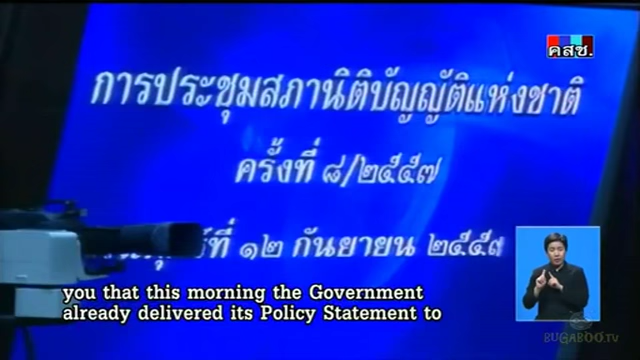 คสช.
การประชุมสภานิติบัญญัติแห่งชาติ
ครั้งที่ ๘/๒๕๕๗
ที่ ๑๒ กันยายน ๒๕๕๗
you that this morning the Government
already delivered its Policy Statement to
BUGABOO.TV